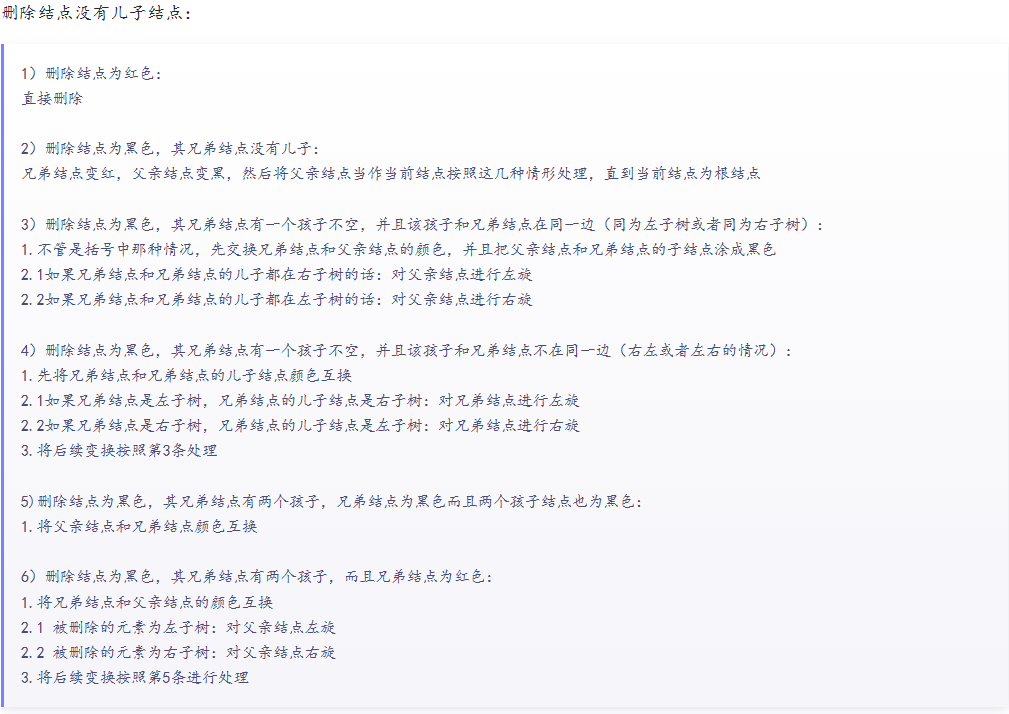 删除结点没有儿子结点：
1）删除结点为红色：
直接删除
2）删除结点为黑色，其兄弟结点没有儿子：
兄弟结点变红，父亲结点变黑，然后将父亲结点当作当前结点按照这几种情形处理，直到当前结点为根结点
3）删除结点为黑色，其兄弟结点有一个孩子不空，并且该孩子和兄弟结点在同一边（同为左子树或者同为右子树）：
1.不管是括号中那种情况，先交换兄弟结点和父亲结点的颜色，并且把父亲结点和兄弟结点的子结点涂成黑色
2.1如果兄弟结点和兄弟结点的儿子都在右子树的话：对父亲结点进行左旋
2.2如果兄弟结点和兄弟结点的儿子都在左子树的话：对父亲结点进行右旋
4）删除结点为黑色，其兄弟结点有一个孩子不空，并且该孩子和兄弟结点不在同一边（右左或者左右的情况）：
1.先将兄弟结点和兄弟结点的儿子结点颜色互换
2.1如果兄弟结点是左子树，兄弟结点的儿子结点是右子树：对兄弟结点进行左旋
2.2如果兄弟结点是右子树，兄弟结点的儿子结点是左子树：对兄弟结点进行右旋
3.将后续变换按照第3条处理
5)删除结点为黑色，其兄弟结点有两个孩子，兄弟结点为黑色而且两个孩子结点也为黑色：
1.将父亲结点和兄弟结点颜色互换
6）删除结点为黑色，其兄弟结点有两个孩子，而且兄弟结点为红色：
1.将兄弟结点和父亲结点的颜色互换
2.1 被删除的元素为左子树：对父亲结点左旋
2.2 被删除的元素为右子树：对父亲结点右旋
3.将后续变换按照第5条进行处理